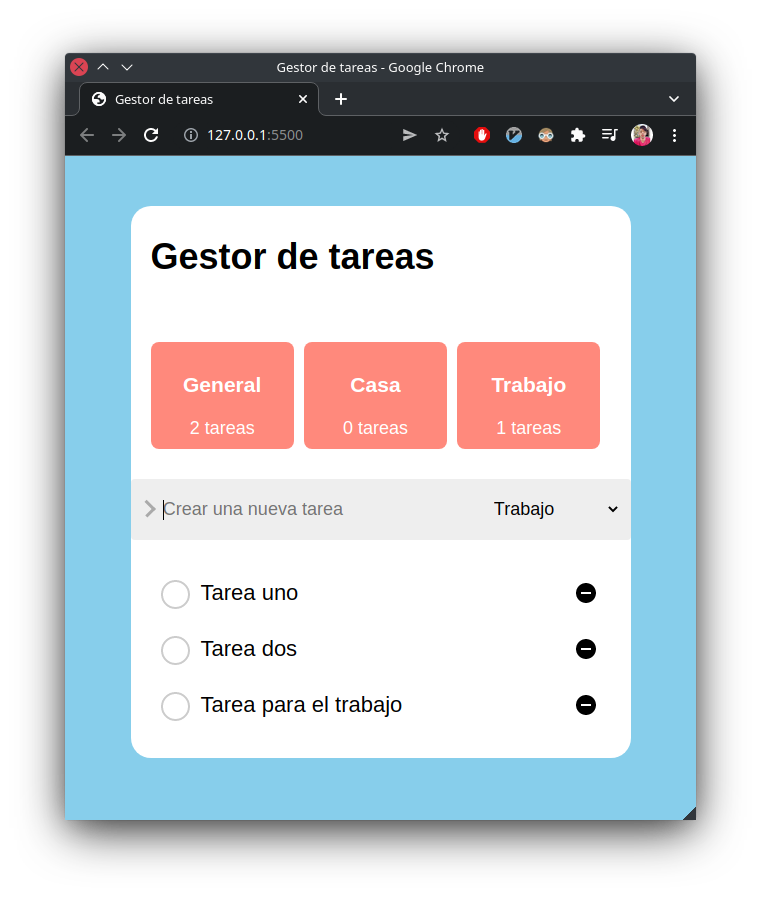 Gestor de tareas - Google Chrome
Gestor de tareas
127.0.0.1:5500
Gestor de tareas
General
2 tareas
Casa
0 tareas
Trabajo
1 tareas
Crear una nueva tarea
Trabajo
Tarea uno
Tarea dos
Tarea para el trabajo